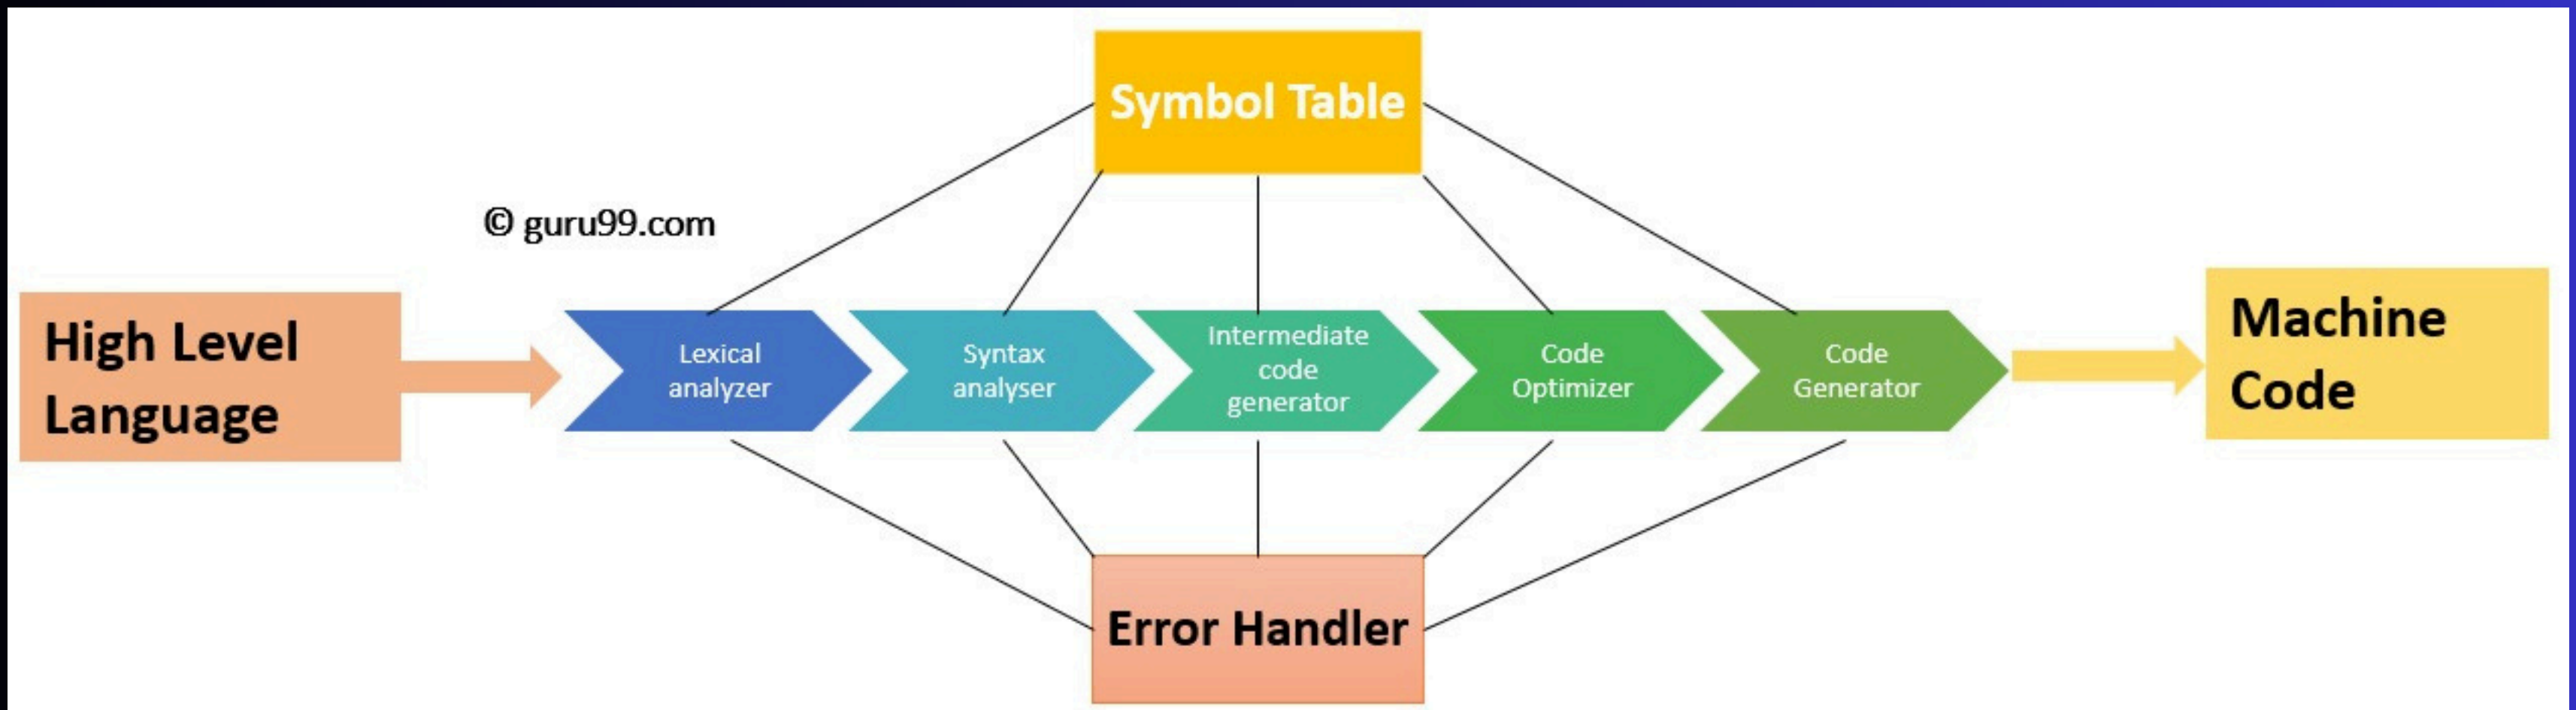 Symbol Table
© guru99.com
High Level
Language
Lexical
analyzer
Syntax
analyser
Intermediate
code
generator
Code
Optimizer
Code
Generator
Machine
Code
Error Handler